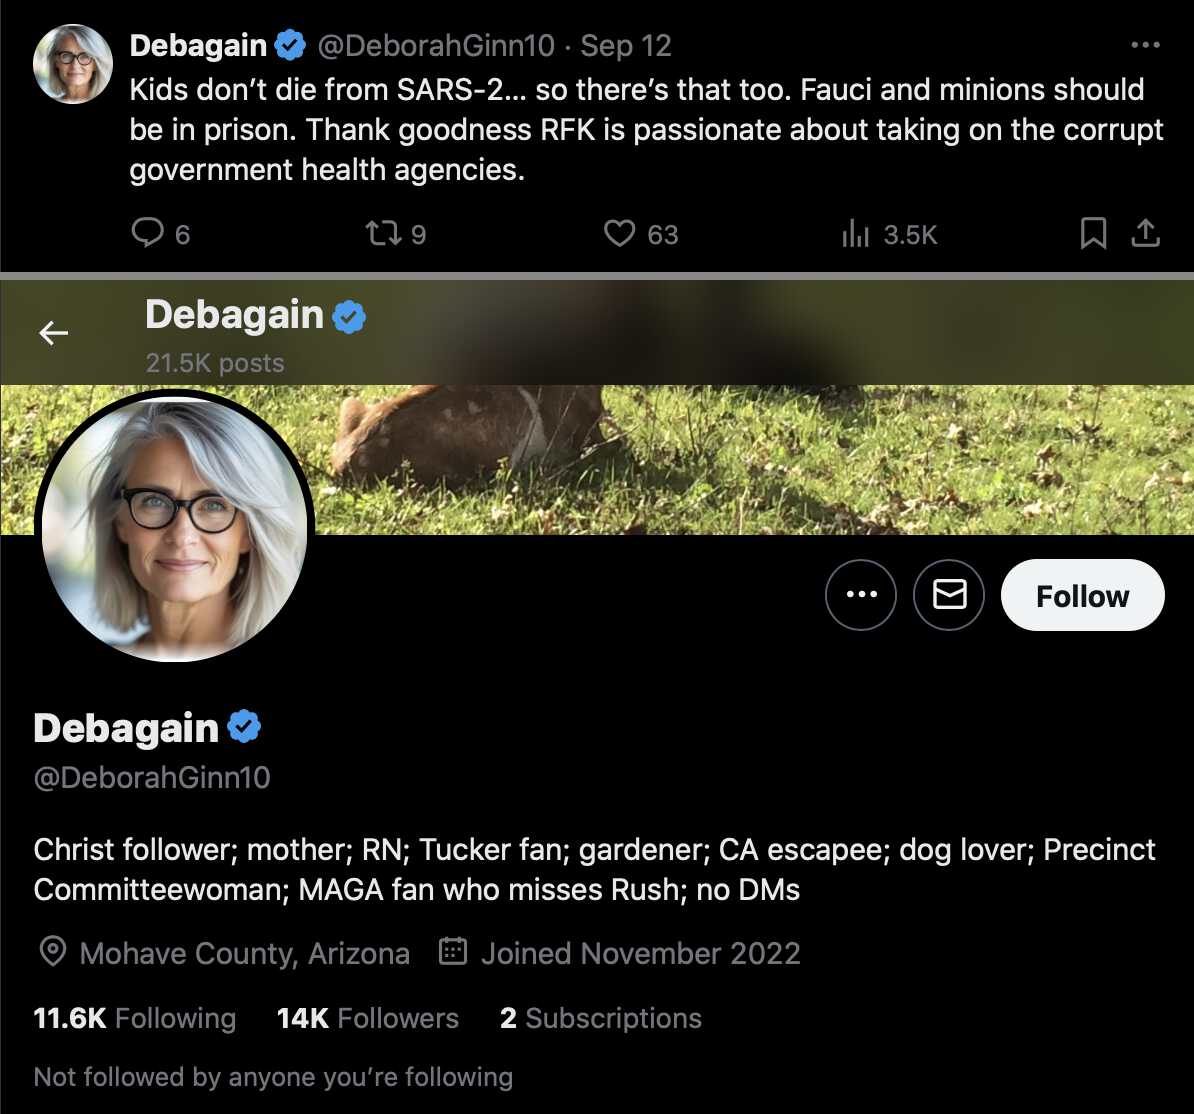 Debagain @DeborahGinn10 · Sep 12
Kids don’t die from SARS-2... so there’s that too. Fauci and minions should
be in prison. Thank goodness RFK is passionate about taking on the corrupt
government health agencies.
6 9 63 3.5K
Debagain
21.5K posts
Follow
Debagain
@DeborahGinn10
Christ follower; mother; RN; Tucker fan; gardener; CA escapee; dog lover; Precinct
Committeewoman; MAGA fan who misses Rush; no DMs
Mohave County, Arizona Joined November 2022
11.6K Following 14K Followers 2 Subscriptions
Not followed by anyone you’re following